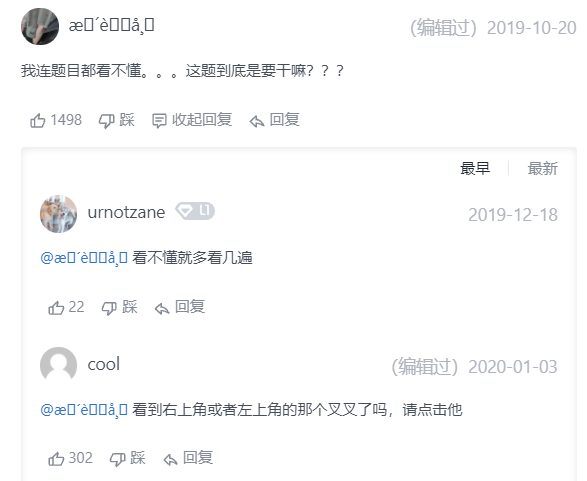 æ´è å¸
（编辑过）2019-10-20
我连题目都看不懂。。。这题到底是要干嘛？？？
1498 踩 收起回复 回复
最早 最新
urnotzane L1
2019-12-18
@æ´èå¸ 看不懂就多看几遍
22 踩 回复
cool
（编辑过）2020-01-03
@æ´èå¸ 看到右上角或者左上角的那个叉叉了吗，请点击他
302 踩 回复